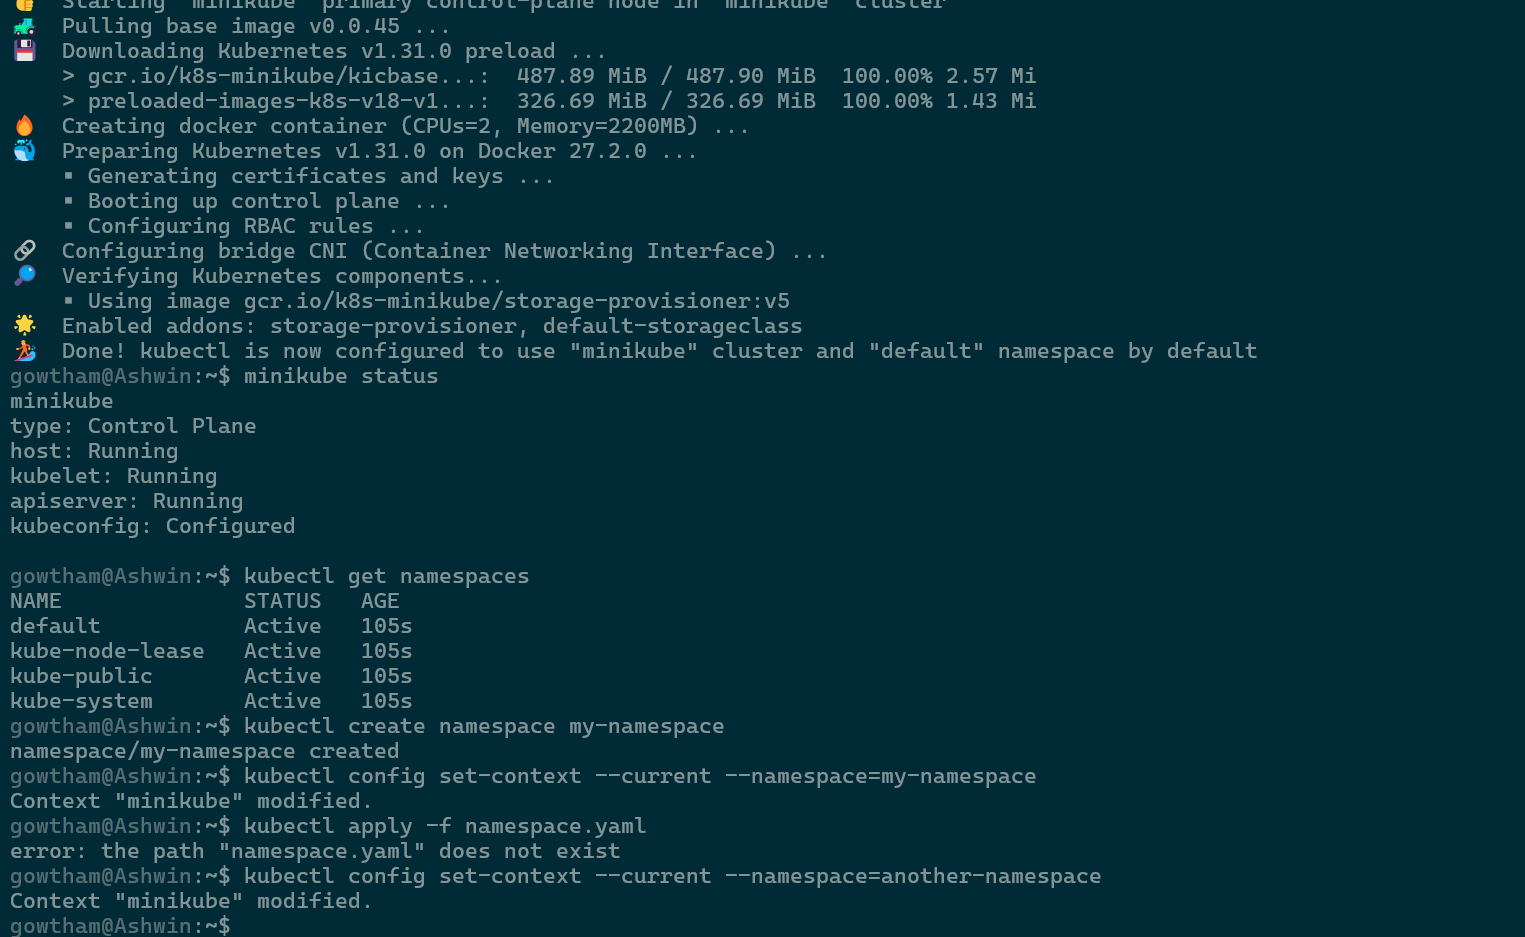 Starting "minikube" primary control-plane node in "minikube" cluster
Pulling base image v0.0.45 ...
Downloading Kubernetes v1.31.0 preload ...
> gcr.io/k8s-minikube/kicbase...:  487.89 MiB / 487.90 MiB  100.00% 2.57 Mi
> preloaded-images-k8s-v18-v1...:  326.69 MiB / 326.69 MiB  100.00% 1.43 Mi
Creating docker container (CPUs=2, Memory=2200MB) ...
Preparing Kubernetes v1.31.0 on Docker 27.2.0 ...
▪ Generating certificates and keys ...
▪ Booting up control plane ...
▪ Configuring RBAC rules ...
Configuring bridge CNI (Container Networking Interface) ...
Verifying Kubernetes components...
▪ Using image gcr.io/k8s-minikube/storage-provisioner:v5
Enabled addons: storage-provisioner, default-storageclass
Done! kubectl is now configured to use "minikube" cluster and "default" namespace by default
gowtham@Ashwin:~$ minikube status
minikube
type: Control Plane
host: Running
kubelet: Running
apiserver: Running
kubeconfig: Configured
gowtham@Ashwin:~$ kubectl get namespaces
NAME              STATUS   AGE
default           Active   105s
kube-node-lease   Active   105s
kube-public       Active   105s
kube-system       Active   105s
gowtham@Ashwin:~$ kubectl create namespace my-namespace
namespace/my-namespace created
gowtham@Ashwin:~$ kubectl config set-context --current --namespace=my-namespace
Context "minikube" modified.
gowtham@Ashwin:~$ kubectl apply -f namespace.yaml
error: the path "namespace.yaml" does not exist
gowtham@Ashwin:~$ kubectl config set-context --current --namespace=another-namespace
Context "minikube" modified.
gowtham@Ashwin:~$